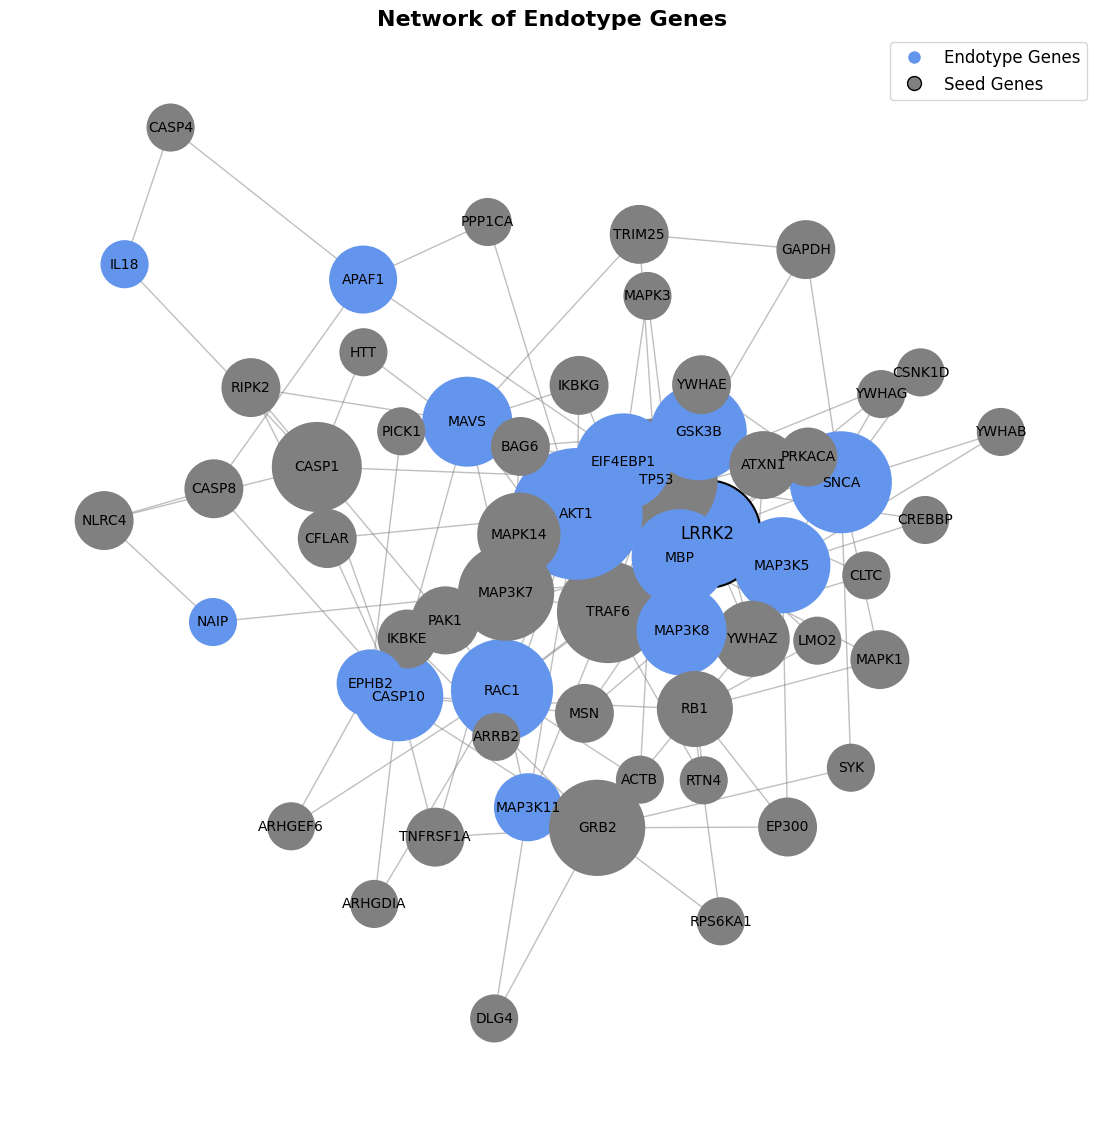 Network of Endotype Genes
Endotype Genes
Seed Genes
CASP4
PPP1CA
TRIM25
GAPDH
IL18
APAF1
MAPK3
HTT
CSNK1D
RIPK2
IKBKG
YWHAE
YWHAG
MAVS
PICK1
GSK3B
YWHAB
BAG6
EIF4EBP1
PRKACA
CASP1
ATXN1
TP53
SNCA
CASP8
AKT1
NLRC4
CREBBP
CFLAR
MAPK14
LRRK2
MBP
MAP3K5
CLTC
MAP3K7
TRAF6
NAIP
PAK1
MAP3K8
IKBKE
YWHAZ
LMO2
MAPK1
EPHB2
RAC1
CASP10
RB1
MSN
ARRB2
SYK
ACTB
RTN4
MAP3K11
ARHGEF6
GRB2
EP300
TNFRSF1A
ARHGDIA
RPS6KA1
DLG4